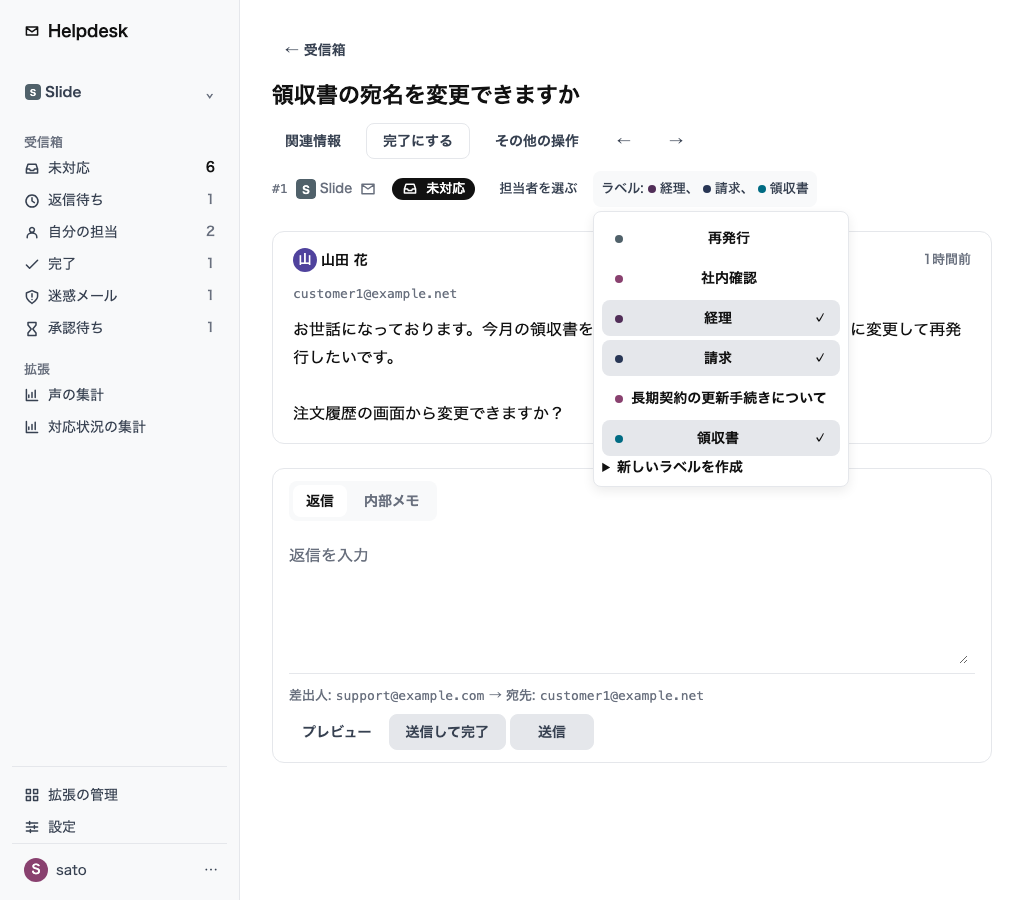 Helpdesk
S Slide
受信箱
未対応 6
返信待ち 1
自分の担当 2
完了 1
迷惑メール 1
承認待ち 1
拡張
声の集計
対応状況の集計
拡張の管理
設定
S sato ...
← 受信箱
領収書の宛名を変更できますか
関連情報 完了にする その他の操作 ← →
#1 S Slide 未対応 担当者を選ぶ ラベル: 経理、 請求、 領収書
山 山田 花 1時間前
customer1@example.net
お世話になっております。今月の領収書を に変更して再発
行したいです。
注文履歴の画面から変更できますか？
再発行
社内確認
経理 ✓
請求 ✓
長期契約の更新手続きについて
領収書 ✓
▶ 新しいラベルを作成
返信 内部メモ
返信を入力
差出人: support@example.com → 宛先: customer1@example.net
プレビュー 送信して完了 送信